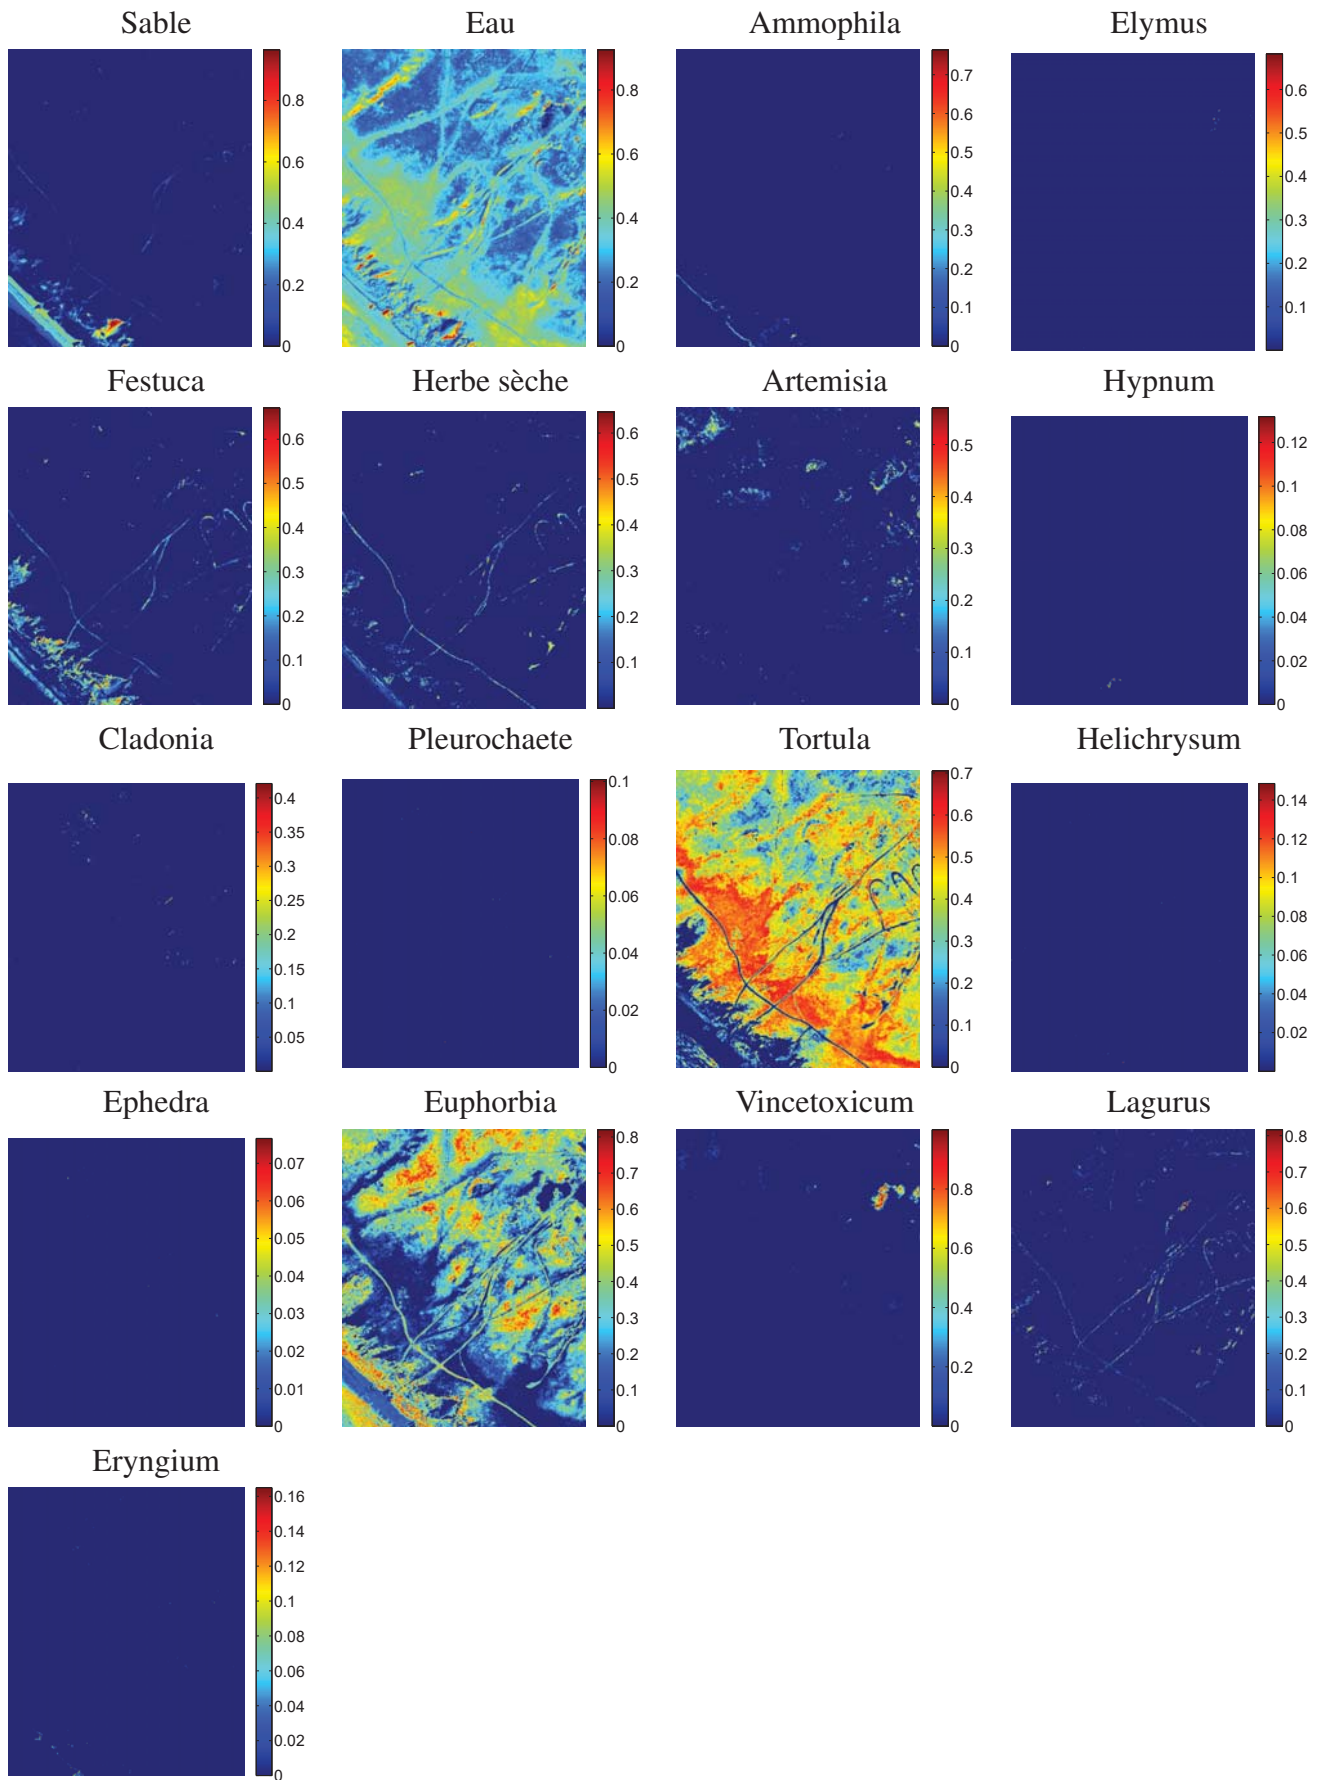 Sable Eau Ammophila Elymus
0.8 0.6 0.4 0.2 0
0.8 0.6 0.4 0.2 0
0.7 0.6 0.5 0.4 0.3 0.2 0.1 0
0.6 0.5 0.4 0.3 0.2 0.1
Festuca Herbe sèche Artemisia Hypnum
0.6 0.5 0.4 0.3 0.2 0.1 0
0.6 0.5 0.4 0.3 0.2 0.1
0.5 0.4 0.3 0.2 0.1 0
0.12 0.1 0.08 0.06 0.04 0.02 0
Cladonia Pleurochaete Tortula Helichrysum
0.4 0.35 0.3 0.25 0.2 0.15 0.1 0.05
0.1 0.08 0.06 0.04 0.02 0
0.7 0.6 0.5 0.4 0.3 0.2 0.1 0
0.14 0.12 0.1 0.08 0.06 0.04 0.02
Ephedra Euphorbia Vincetoxicum Lagurus
0.07 0.06 0.05 0.04 0.03 0.02 0.01 0
0.8 0.7 0.6 0.5 0.4 0.3 0.2 0.1 0
0.8 0.6 0.4 0.2 0
0.8 0.7 0.6 0.5 0.4 0.3 0.2 0.1 0
Eryngium
0.16 0.14 0.12 0.1 0.08 0.06 0.04 0.02 0